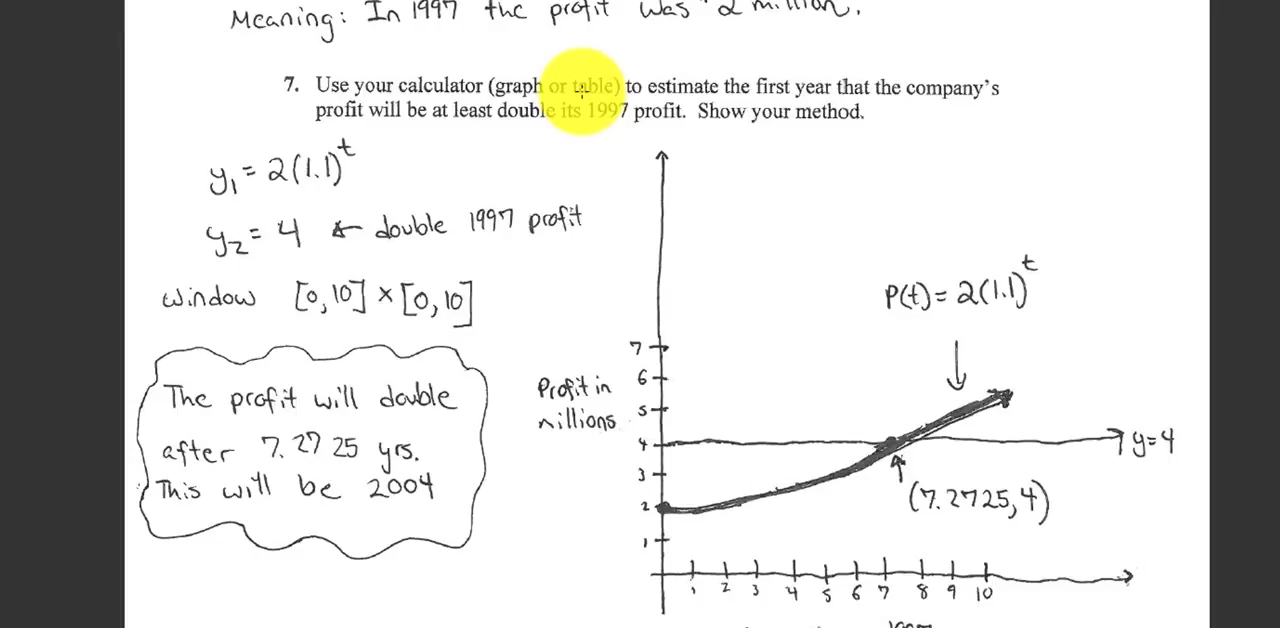 Meaning: In 1997 the profit was 2 million.
7. Use your calculator (graph or table) to estimate the first year that the company's
profit will be at least double its 1997 profit. Show your method.
y₁ = 2(1.1)ᵗ
y₂ = 4 ← double 1997 profit
Window [0,10] × [0,10]
The profit will double
after 7.2725 yrs.
This will be 2004
P(t) = 2(1.1)ᵗ
Profit in
millions
7
6
5
4
3
2
1
y=4
(7.2725,4)
1 2 3 4 5 6 7 8 9 10